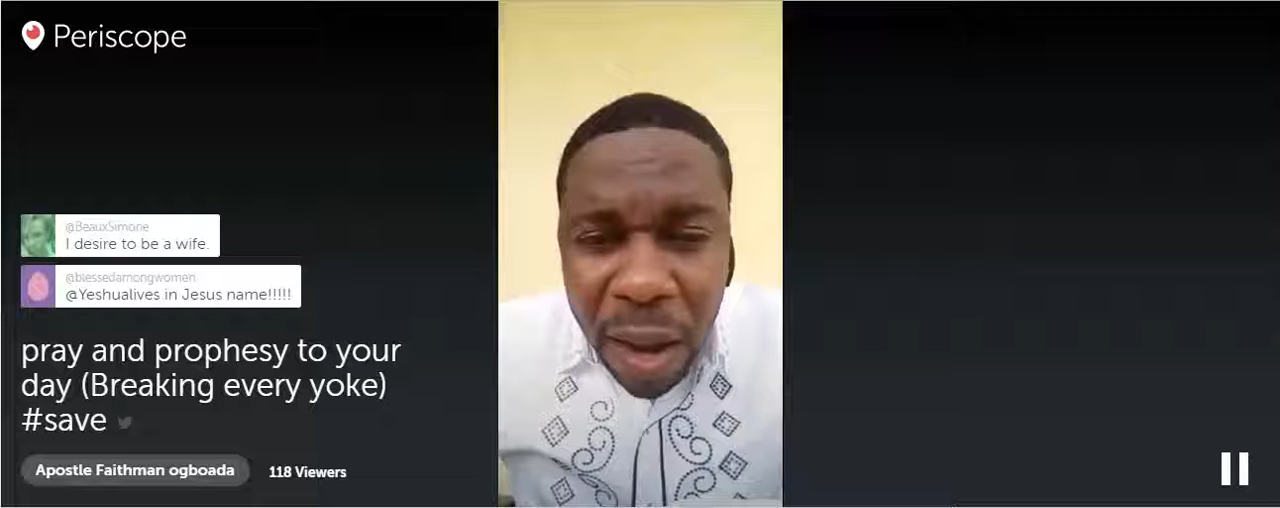 Periscope
@BeauxSimone
I desire to be a wife.
@blessedamongwomen
@Yeshualives in Jesus name!!!!!
pray and prophesy to your
day (Breaking every yoke)
#save
Apostle Faithman ogboada
118 Viewers